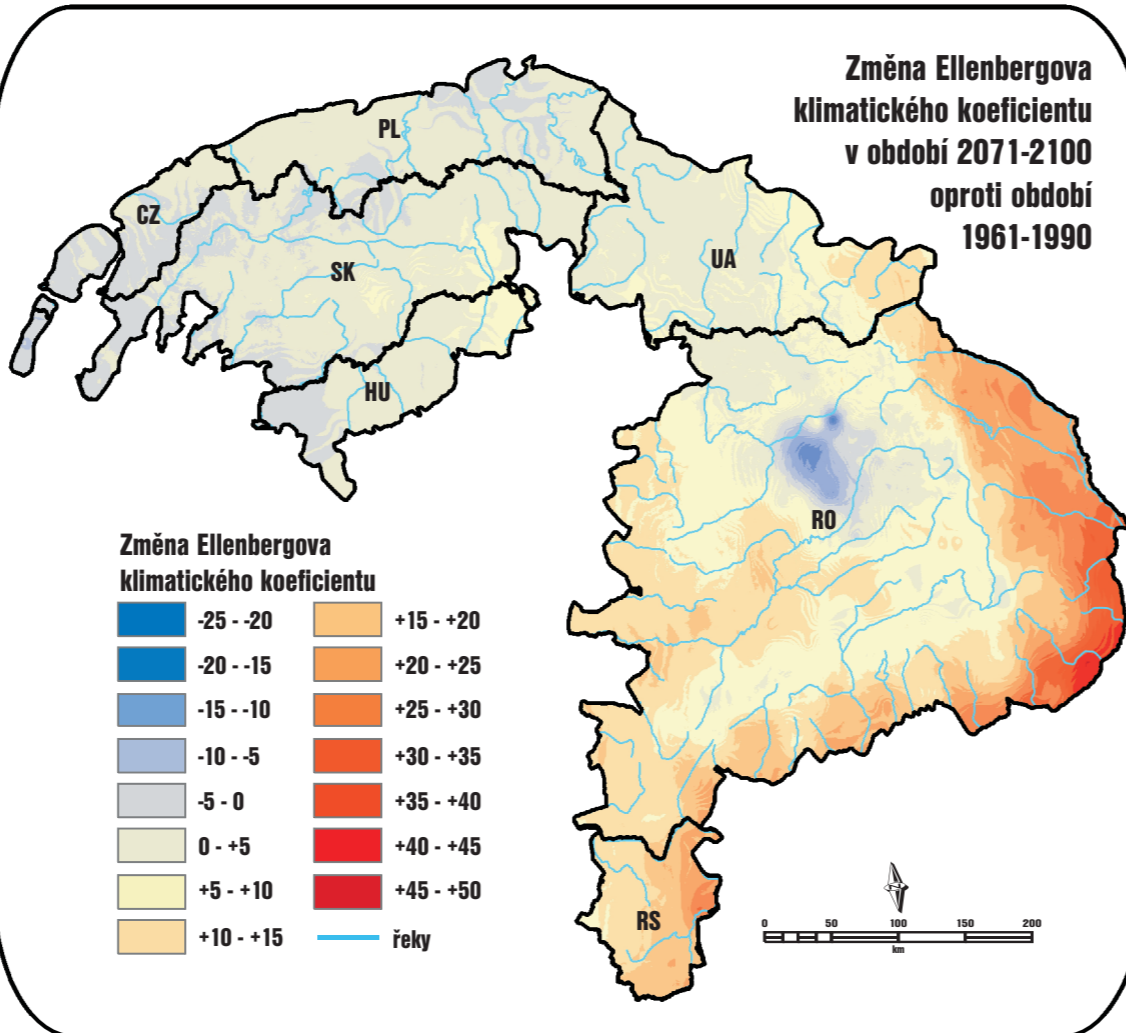 Změna Ellenbergova
klimatického koeficientu
v období 2071-2100
oproti období
1961-1990
PL
CZ
SK
UA
HU
RO
RS
Změna Ellenbergova
klimatického koeficientu
-25 - -20
-20 - -15
-15 - -10
-10 - -5
-5 - 0
0 - +5
+5 - +10
+10 - +15
+15 - +20
+20 - +25
+25 - +30
+30 - +35
+35 - +40
+40 - +45
+45 - +50
řeky
0 50 100 150 200
km